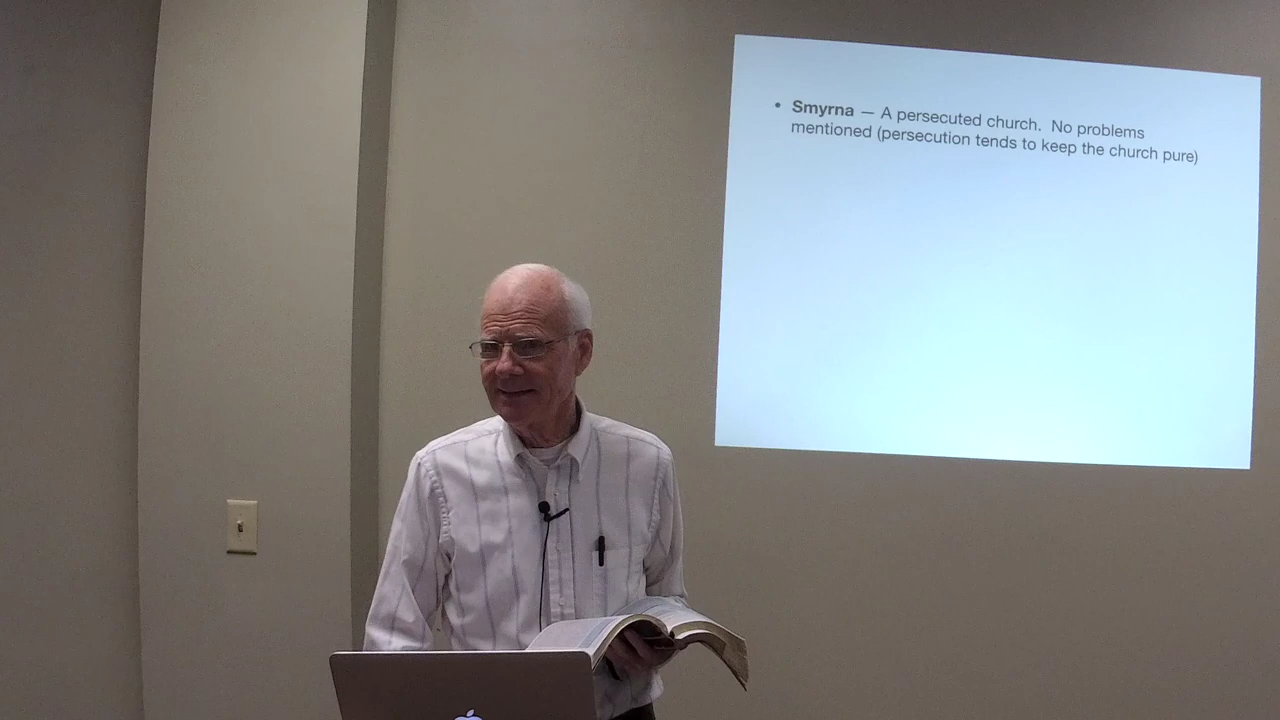 • Smyrna — A persecuted church. No problems
mentioned (persecution tends to keep the church pure)